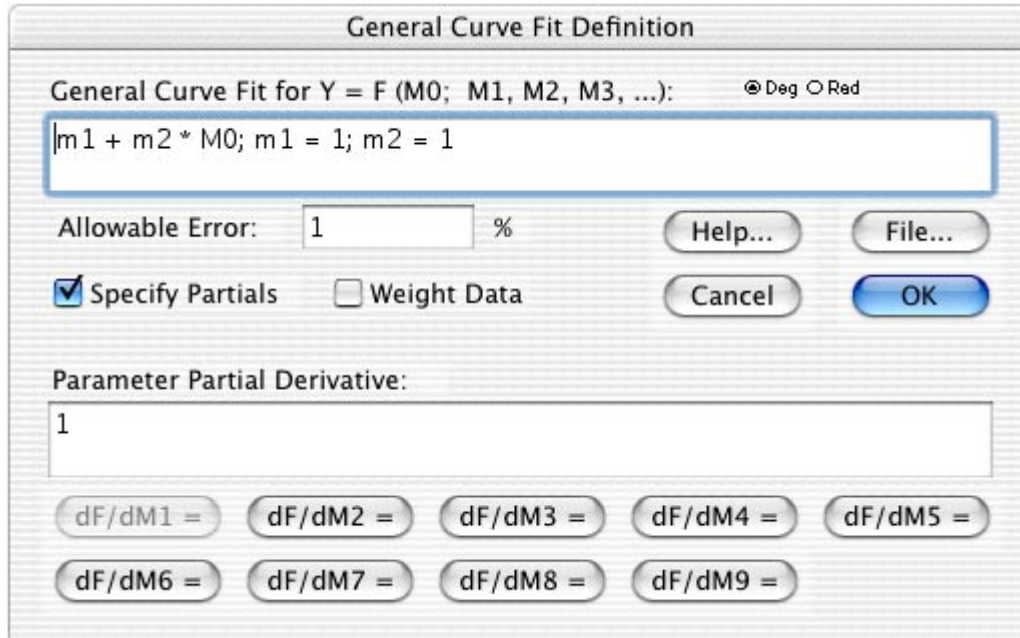 General Curve Fit Definition
General Curve Fit for Y = F (M0; M1, M2, M3, ...): Deg Rad
m1 + m2 * M0; m1 = 1; m2 = 1
Allowable Error: 1 % Help... File...
Specify Partials Weight Data Cancel OK
Parameter Partial Derivative:
1
dF/dM1 = dF/dM2 = dF/dM3 = dF/dM4 = dF/dM5 =
dF/dM6 = dF/dM7 = dF/dM8 = dF/dM9 =